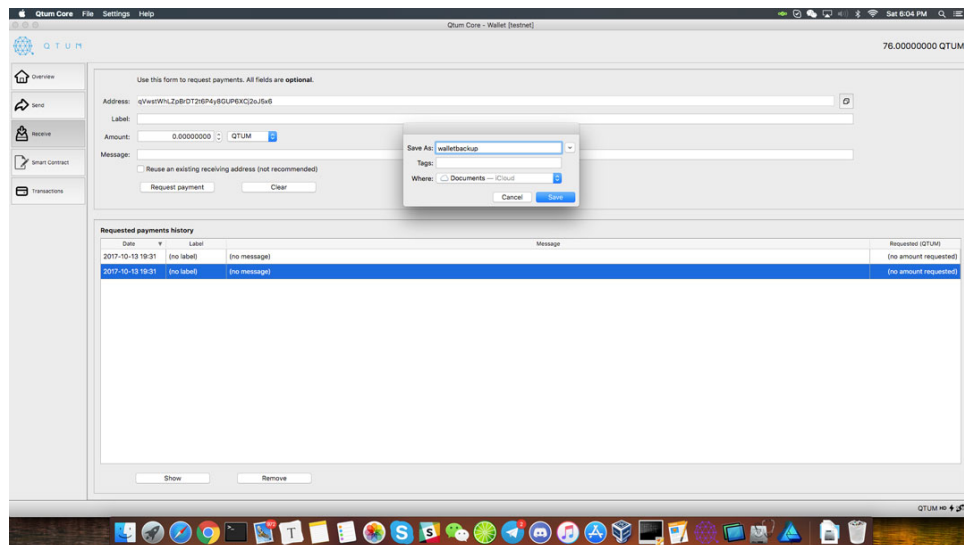 Qtum Core File Settings Help Sat 6:04 PM
Qtum Core - Wallet [testnet]
QTUM 76.00000000 QTUM
Overview
Send
Receive
Smart Contract
Transactions
Use this form to request payments. All fields are optional.
Address:
Label:
Amount: 0.00000000 QTUM
Message:
Reuse an existing receiving address (not recommended)
Request payment Clear
Save As: walletbackup
Tags:
Where: Documents — iCloud
Cancel Save
Requested payments history
Date Label Message Requested (QTUM)
2017-10-13 19:31 (no label) (no message) (no amount requested)
2017-10-13 19:31 (no label) (no message) (no amount requested)
Show Remove
QTUM HD